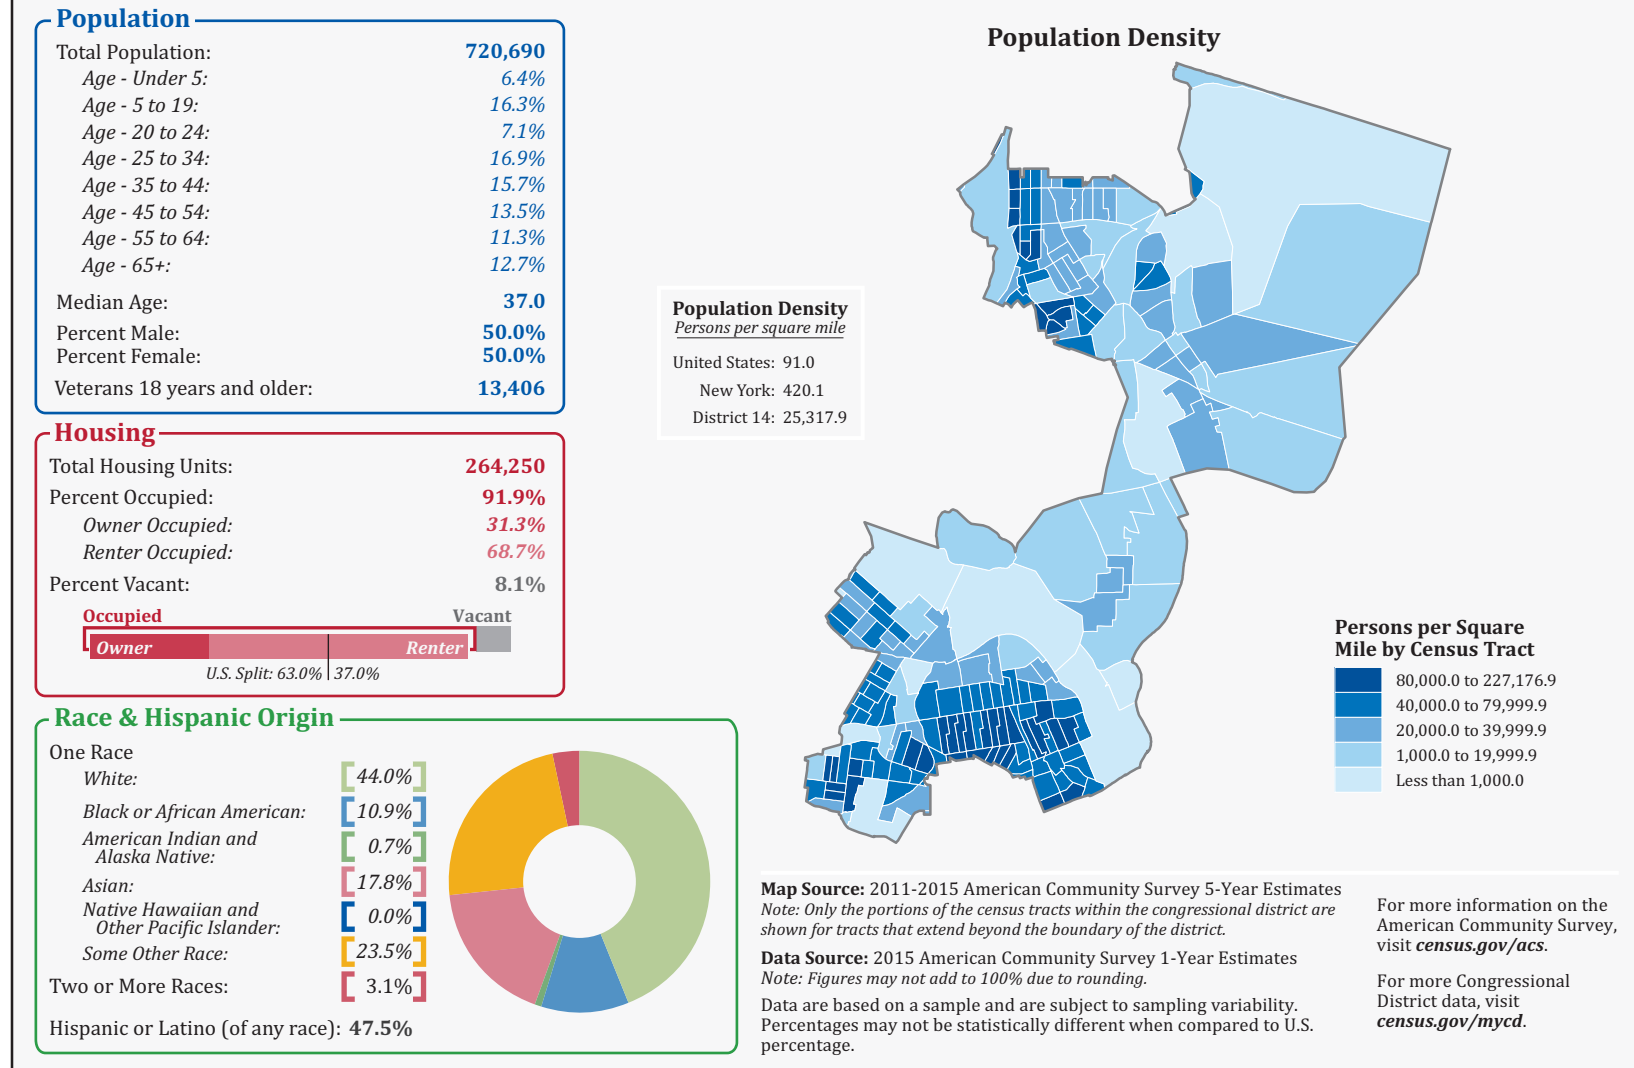 Population
Total Population: 720,690
Age - Under 5: 6.4%
Age - 5 to 19: 16.3%
Age - 20 to 24: 7.1%
Age - 25 to 34: 16.9%
Age - 35 to 44: 15.7%
Age - 45 to 54: 13.5%
Age - 55 to 64: 11.3%
Age - 65+: 12.7%
Median Age: 37.0
Percent Male: 50.0%
Percent Female: 50.0%
Veterans 18 years and older: 13,406
Housing
Total Housing Units: 264,250
Percent Occupied: 91.9%
Owner Occupied: 31.3%
Renter Occupied: 68.7%
Percent Vacant: 8.1%
Occupied Vacant
Owner Renter
U.S. Split: 63.0% 37.0%
Race & Hispanic Origin
One Race
White: 44.0%
Black or African American: 10.9%
American Indian and
Alaska Native: 0.7%
Asian: 17.8%
Native Hawaiian and
Other Pacific Islander: 0.0%
Some Other Race: 23.5%
Two or More Races: 3.1%
Hispanic or Latino (of any race): 47.5%
Population Density
Population Density
Persons per square mile
United States: 91.0
New York: 420.1
District 14: 25,317.9
Persons per Square
Mile by Census Tract
80,000.0 to 227,176.9
40,000.0 to 79,999.9
20,000.0 to 39,999.9
1,000.0 to 19,999.9
Less than 1,000.0
Map Source: 2011-2015 American Community Survey 5-Year Estimates
Note: Only the portions of the census tracts within the congressional district are
shown for tracts that extend beyond the boundary of the district.
Data Source: 2015 American Community Survey 1-Year Estimates
Note: Figures may not add to 100% due to rounding.
Data are based on a sample and are subject to sampling variability.
Percentages may not be statistically different when compared to U.S.
percentage.
For more information on the
American Community Survey,
visit census.gov/acs.
For more Congressional
District data, visit
census.gov/mycd.